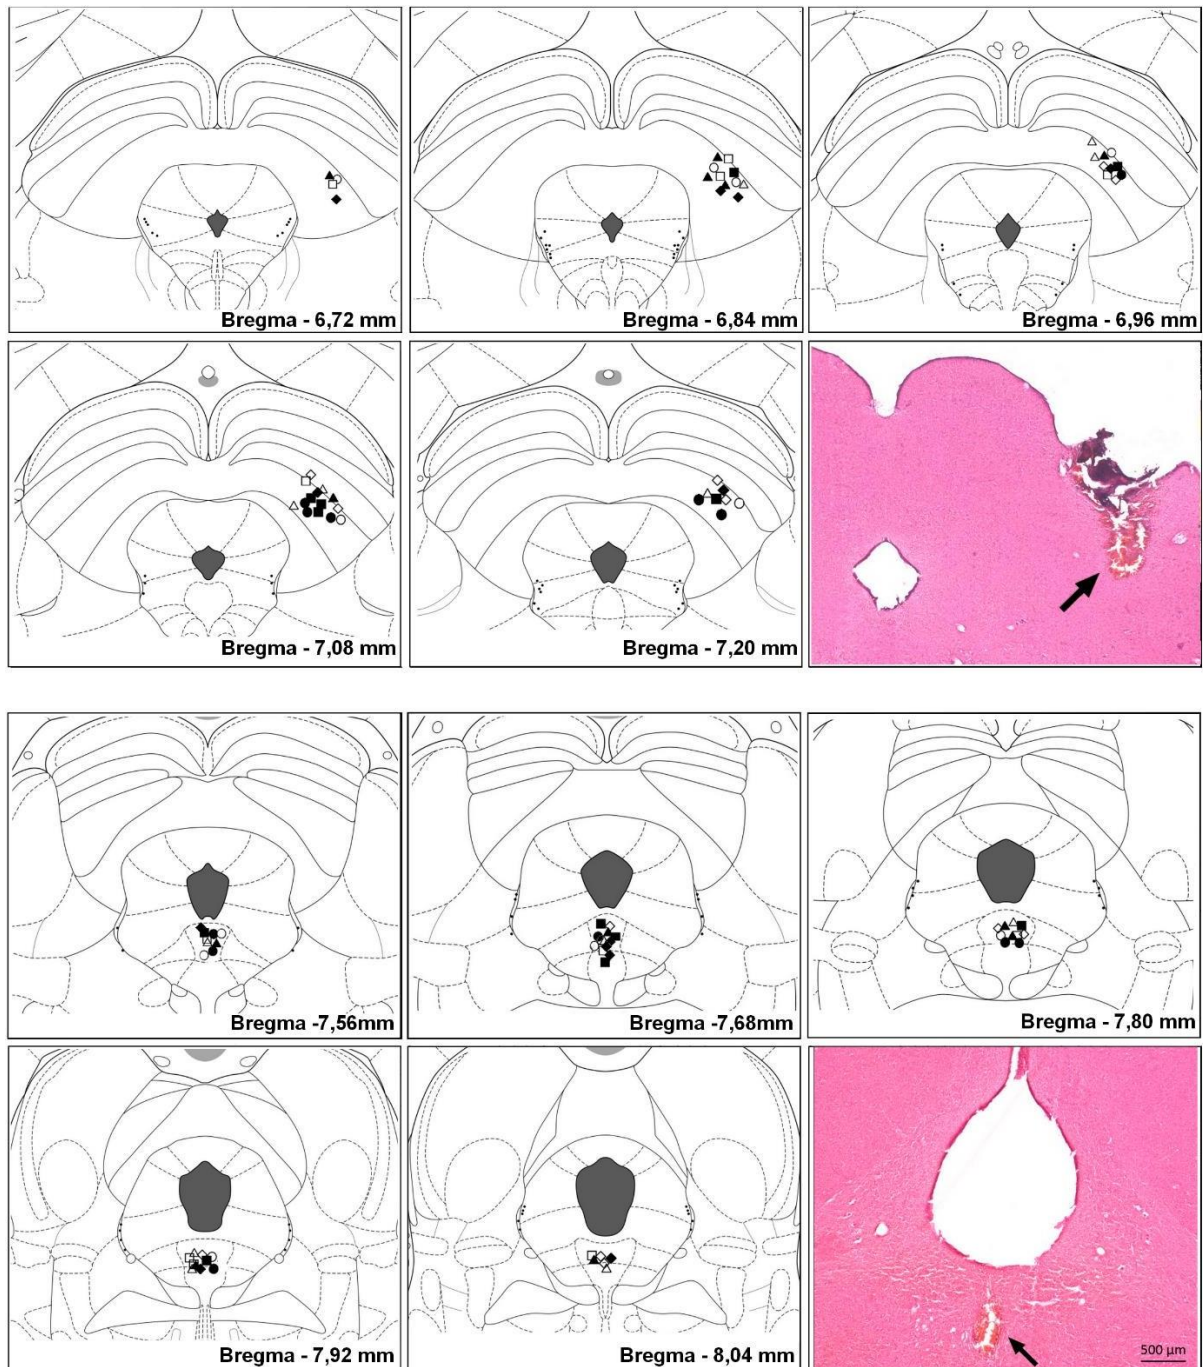 Bregma - 6,72 mm
Bregma - 6,84 mm
Bregma - 6,96 mm
Bregma - 7,08 mm
Bregma - 7,20 mm
Bregma -7,56mm
Bregma -7,68mm
Bregma - 7,80 mm
Bregma - 7,92 mm
Bregma - 8,04 mm
500 µm